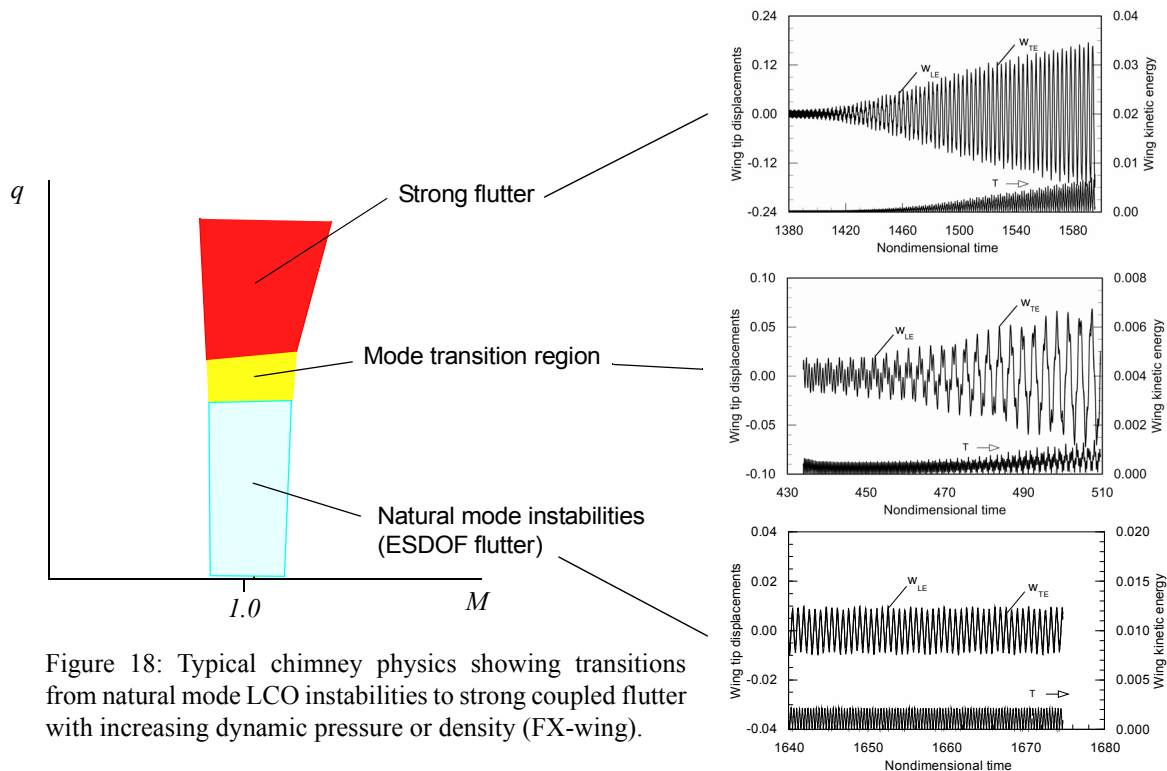 q
Strong flutter
Mode transition region
Natural mode instabilities
(ESDOF flutter)
1.0
M
Figure 18: Typical chimney physics showing transitions
from natural mode LCO instabilities to strong coupled flutter
with increasing dynamic pressure or density (FX-wing).
0.24
0.12
0.00
-0.12
-0.24
Wing tip displacements
W_LE
W_TE
T
0.04
0.03
0.02
0.01
0.00
Wing kinetic energy
1380 1420 1460 1500 1540 1580
Nondimensional time
0.10
0.05
0.00
-0.05
-0.10
Wing tip displacements
W_LE
W_TE
T
0.008
0.006
0.004
0.002
0.000
Wing kinetic energy
430 450 470 490 510
Nondimensional time
0.04
0.02
0.00
-0.02
-0.04
Wing tip displacements
W_LE
W_TE
T
0.020
0.015
0.010
0.005
0.000
Wing kinetic energy
1640 1650 1660 1670 1680
Nondimensional time